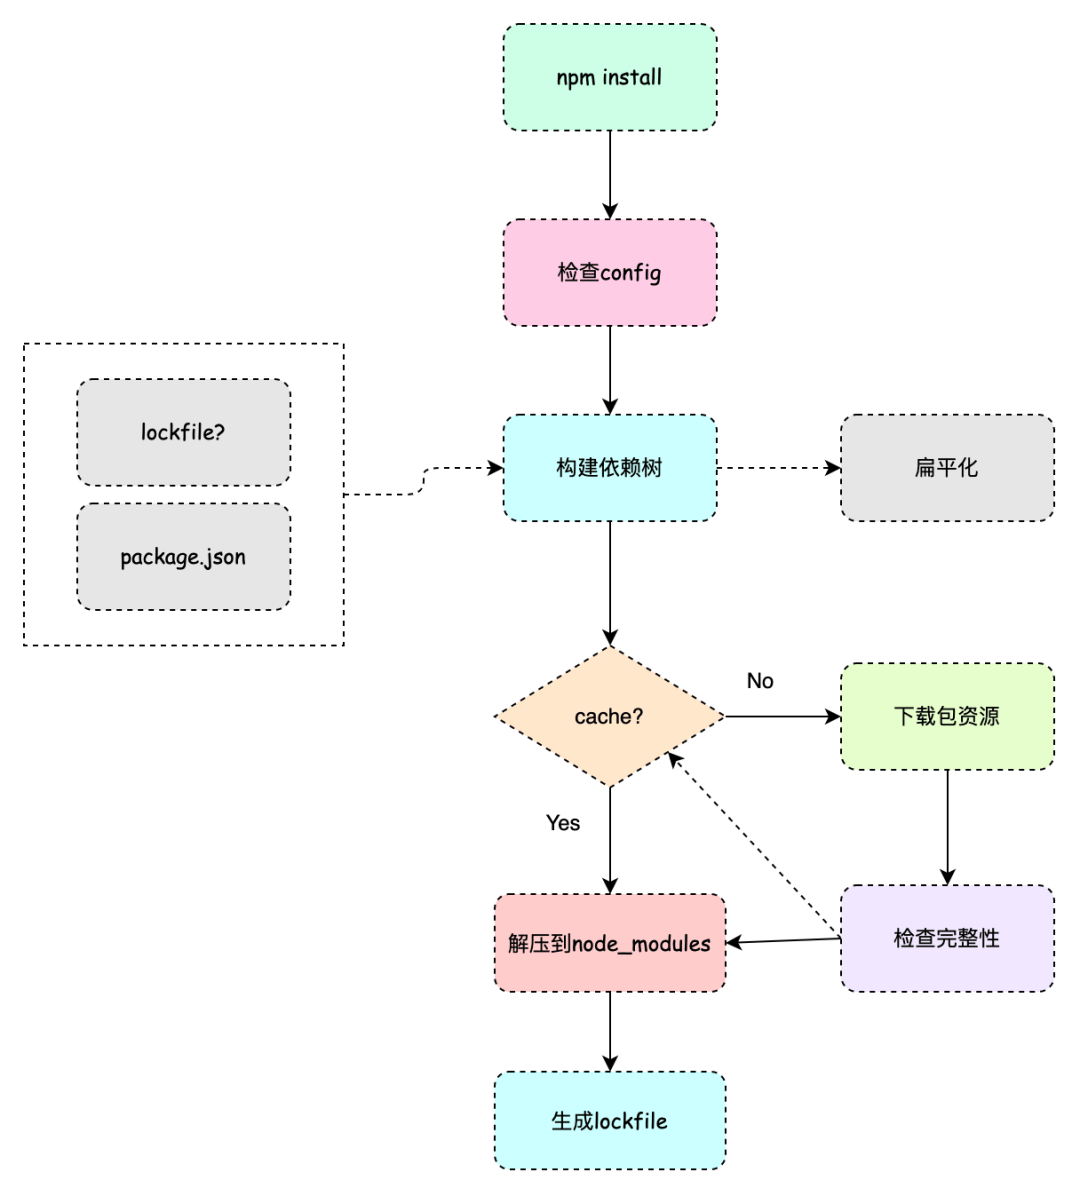 npm install
检查config
lockfile?
package.json
构建依赖树
扁平化
cache?
No
下载包资源
Yes
解压到node_modules
检查完整性
生成lockfile